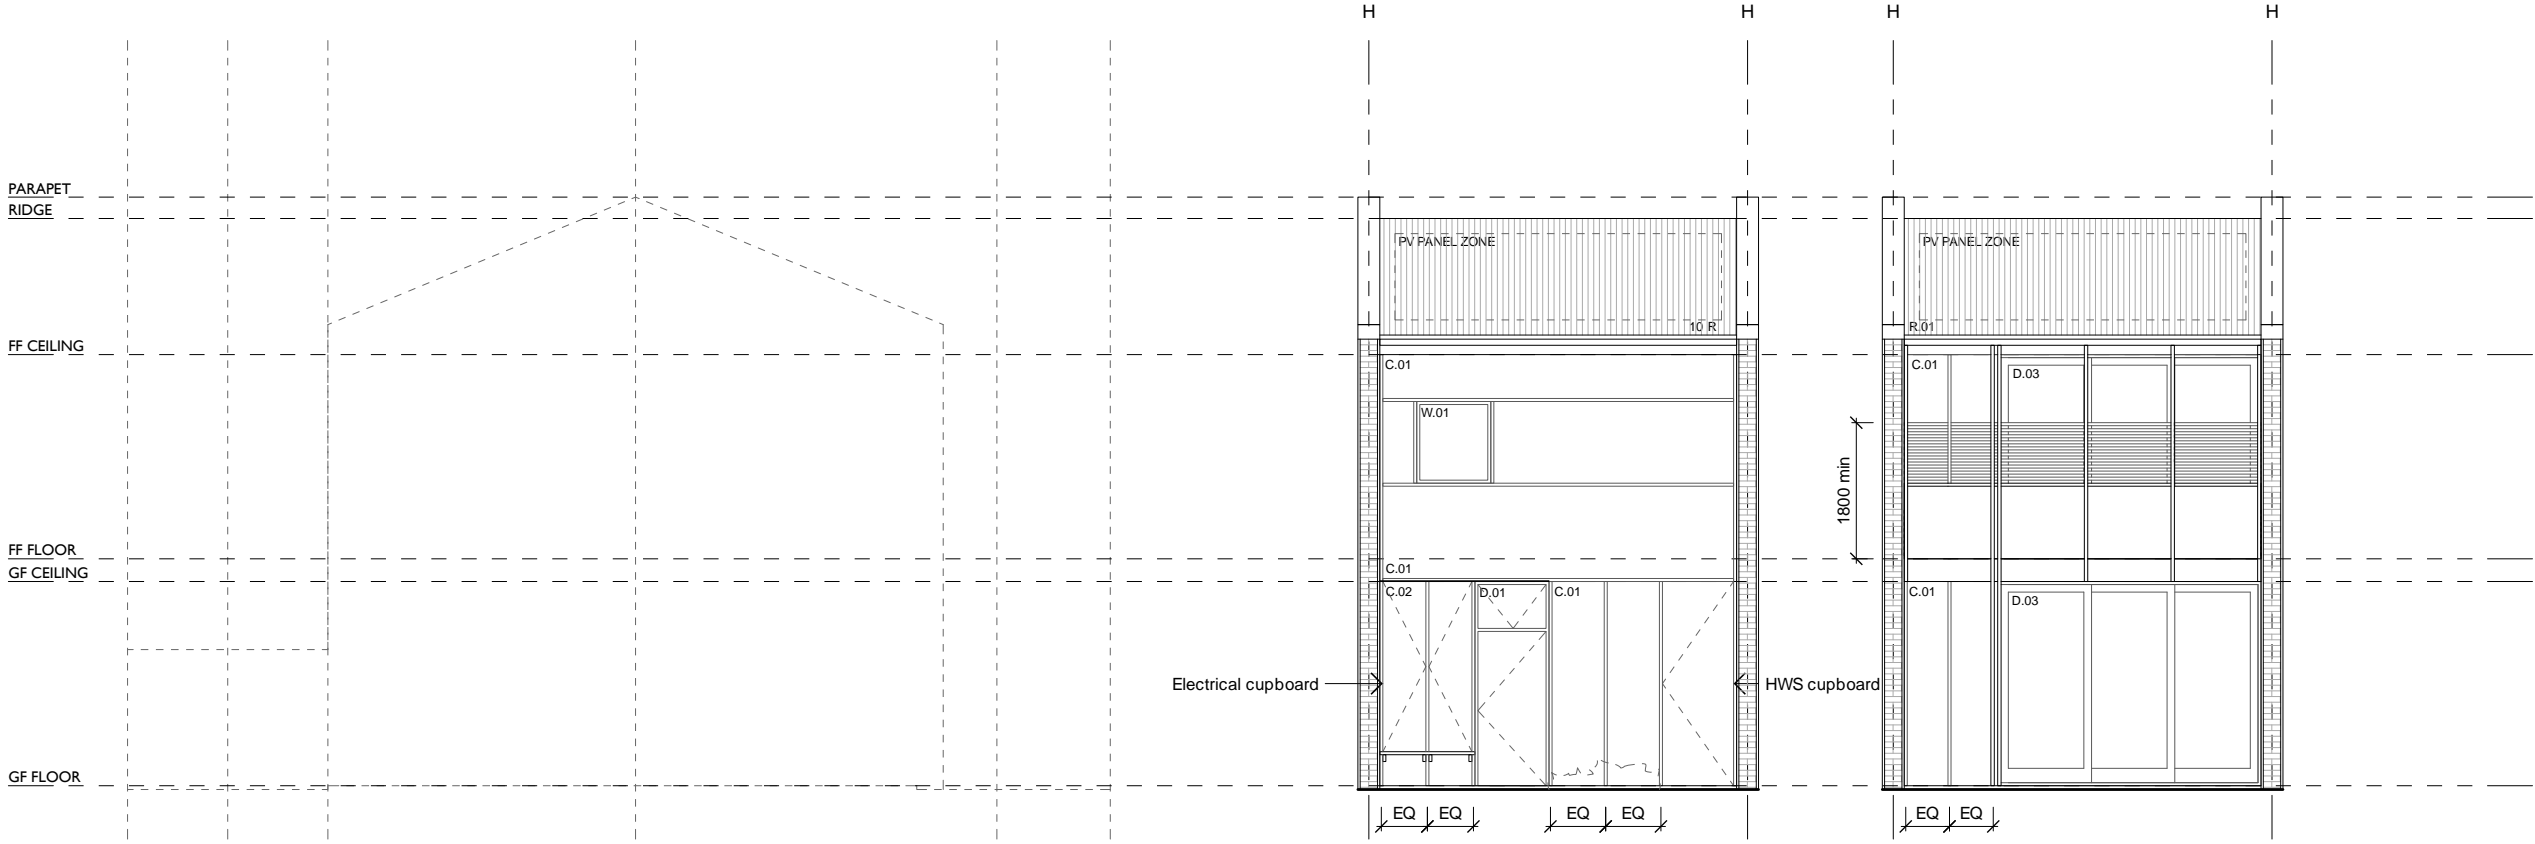 H H H H
PARAPET
RIDGE
PV PANEL ZONE PV PANEL ZONE
10 R R.01
FF CEILING
C.01 C.01
D.03
W.01
1800 min
FF FLOOR
GF CEILING
C.01
C.02 D.01 C.01 C.01
D.03
Electrical cupboard HWS cupboard
GF FLOOR
EQ EQ EQ EQ EQ EQ